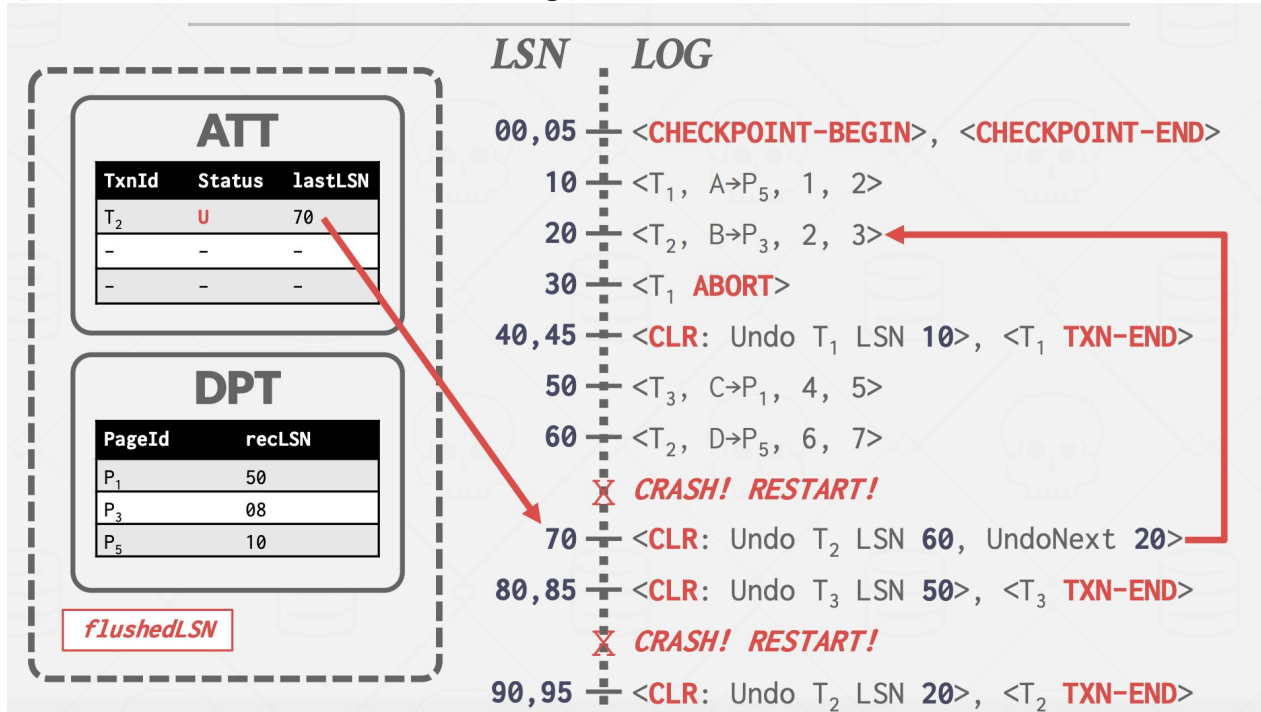 LSN LOG
ATT
TxnId Status lastLSN
T₂ U 70
- - -
- - -
DPT
PageId recLSN
P₁ 50
P₃ 08
P₅ 10
flushedLSN
00,05 <CHECKPOINT-BEGIN>, <CHECKPOINT-END>
10 <T₁, A→P₅, 1, 2>
20 <T₂, B→P₃, 2, 3>
30 <T₁ ABORT>
40,45 <CLR: Undo T₁ LSN 10>, <T₁ TXN-END>
50 <T₃, C→P₁, 4, 5>
60 <T₂, D→P₅, 6, 7>
X CRASH! RESTART!
70 <CLR: Undo T₂ LSN 60, UndoNext 20>
80,85 <CLR: Undo T₃ LSN 50>, <T₃ TXN-END>
X CRASH! RESTART!
90,95 <CLR: Undo T₂ LSN 20>, <T₂ TXN-END>